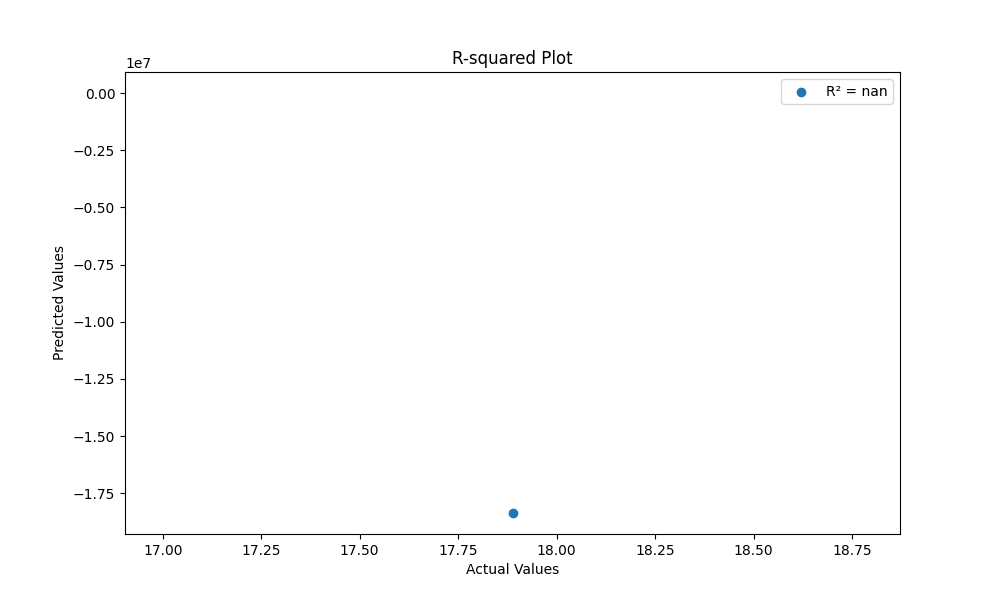 R-squared Plot
1e7
R² = nan
0.00
−0.25
−0.50
−0.75
−1.00
−1.25
−1.50
−1.75
Predicted Values
17.00 17.25 17.50 17.75 18.00 18.25 18.50 18.75
Actual Values